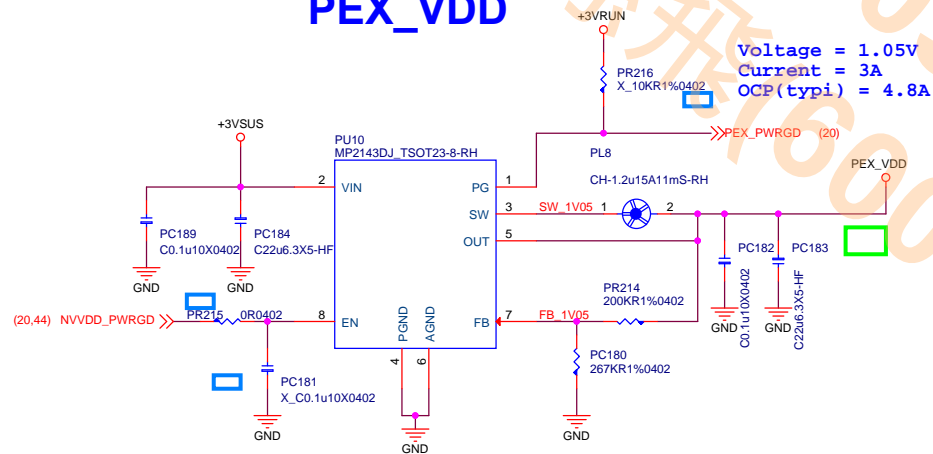 PEX_VDD
+3VRUN
Voltage = 1.05V
Current = 3A
OCP(typi) = 4.8A
PR216
X_10KR1%0402
+3VSUS
PEX_PWRGD (20)
PU10
MP2143DJ_TSOT23-8-RH
PL8
CH-1.2u15A11mS-RH
PEX_VDD
2 VIN
PG 1
SW 3 SW_1V05 1 2
OUT 5
PC189
C0.1u10X0402
PC184
C22u6.3X5-HF
PC182
C0.1u10X0402
PC183
C22u6.3X5-HF
GND
GND
GND
GND
PR214
200KR1%0402
(20,44) NVVDD_PWRGD
PR215 0R0402
8 EN
FB 7 FB_1V05
PGND
AGND
4
6
PC180
267KR1%0402
PC181
X_C0.1u10X0402
GND
GND
GND
飛(600